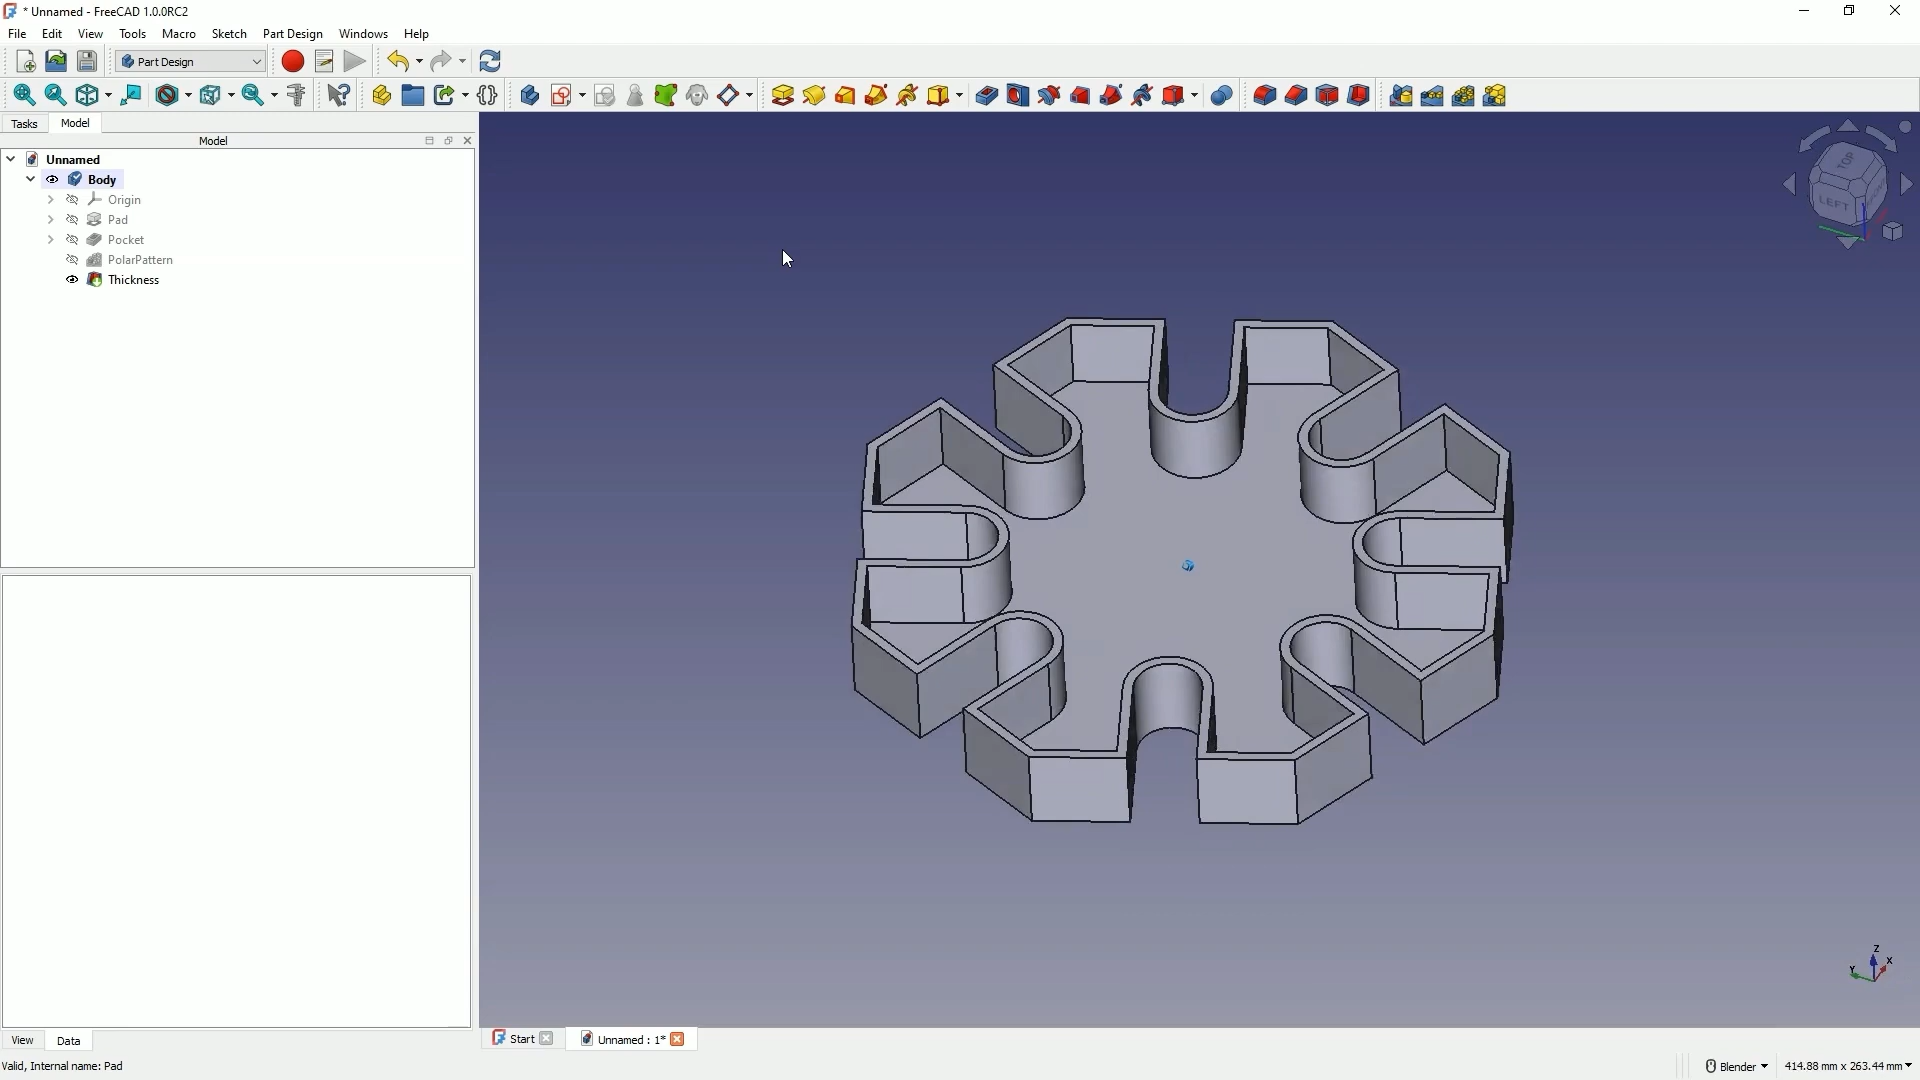 * Unnamed - FreeCAD 1.0.0RC2
File Edit View Tools Macro Sketch Part Design Windows Help
Part Design
Tasks Model
Model
Unnamed
Body
Origin
Pad
Pocket
PolarPattern
Thickness
TOP
LEFT
Z
X
Y
View Data
Start Unnamed : 1*
Valid, Internal name: Pad
Blender 414.88 mm x 263.44 mm